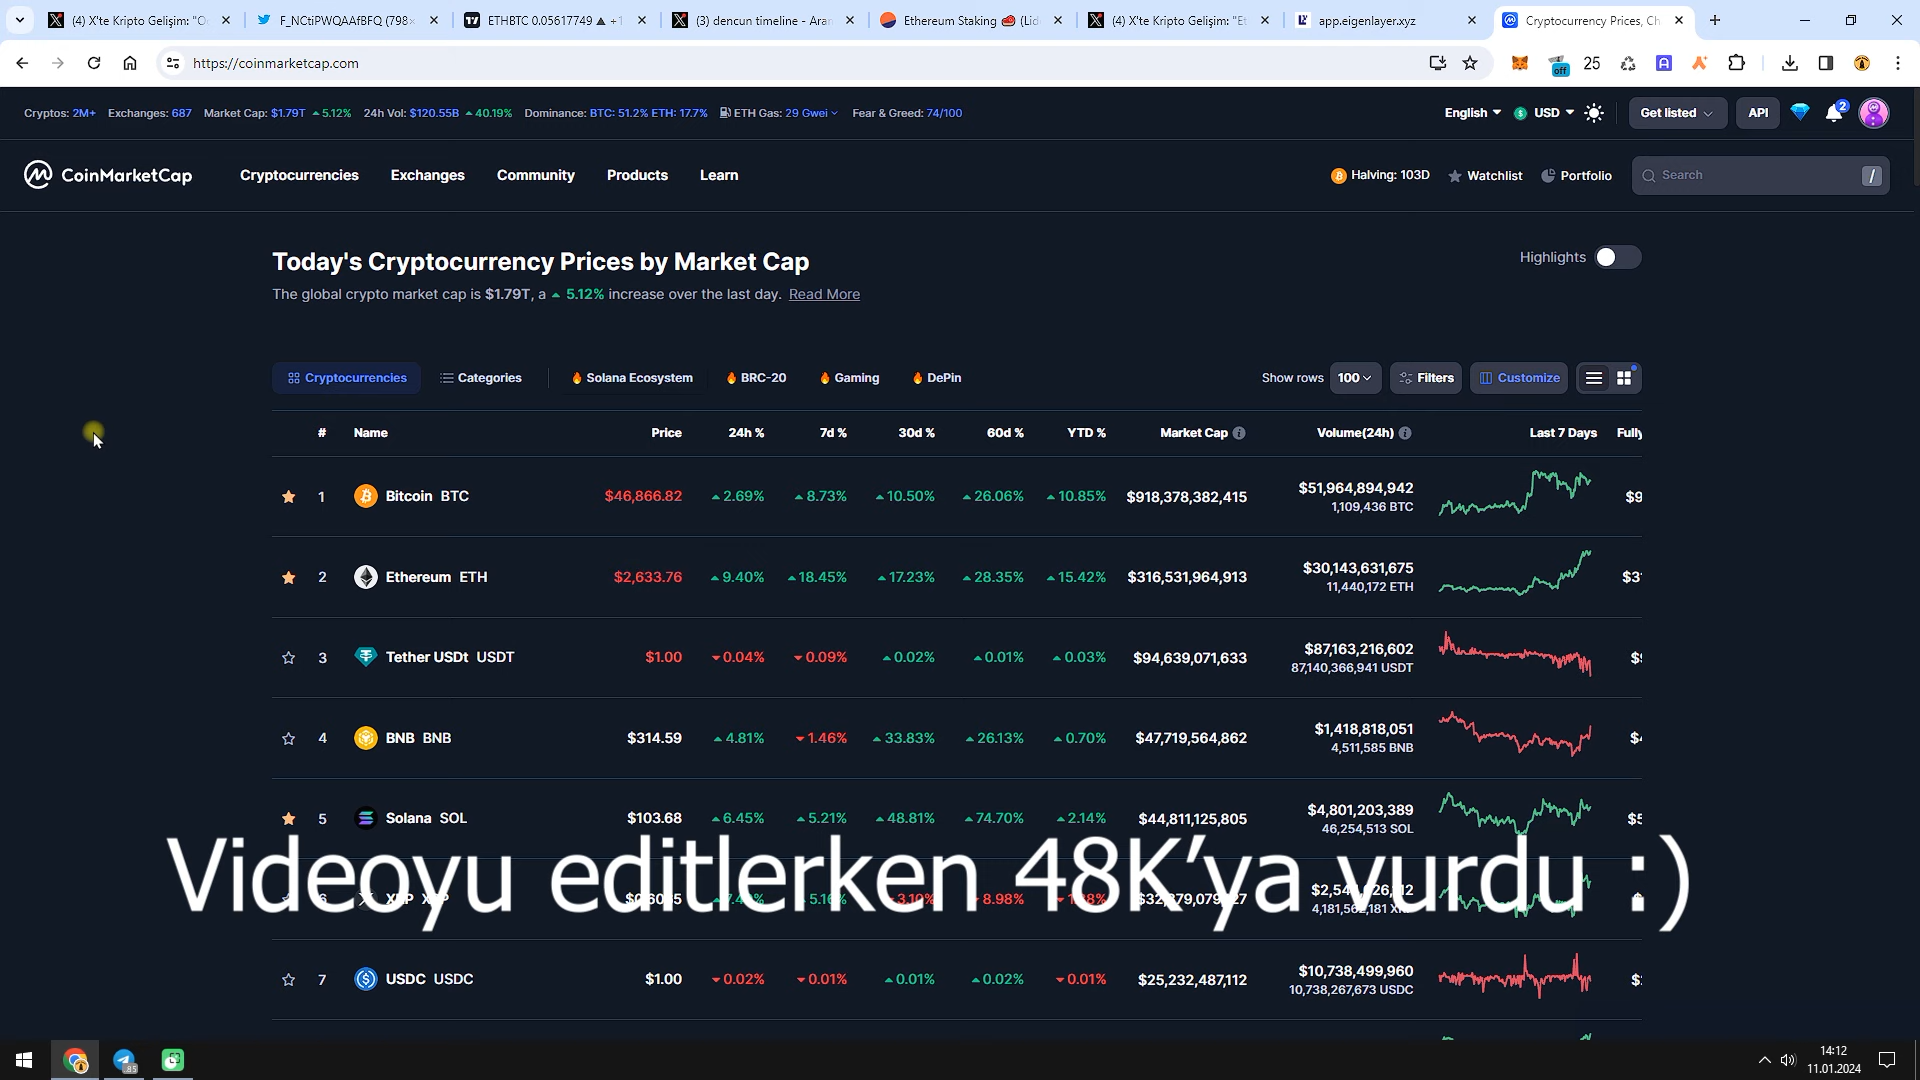 (4) X'te Kripto Gelişim: "O
F_NCtiPWQAAfBFQ (798×
ETHBTC 0.05617749 ▲ +1
(3) dencun timeline - Aran
Ethereum Staking (Lid
(4) X'te Kripto Gelişim: "Et
app.eigenlayer.xyz
Cryptocurrency Prices, Ch
https://coinmarketcap.com
off
25
Cryptos: 2M+ Exchanges: 687 Market Cap: $1.79T 5.12% 24h Vol: $120.55B 40.19% Dominance: BTC: 51.2% ETH: 17.7% ETH Gas: 29 Gwei Fear & Greed: 74/100
English USD Get listed API 2
CoinMarketCap Cryptocurrencies Exchanges Community Products Learn Halving: 103D Watchlist Portfolio Search /
Today's Cryptocurrency Prices by Market Cap
Highlights
The global crypto market cap is $1.79T, a 5.12% increase over the last day. Read More
Cryptocurrencies Categories Solana Ecosystem BRC-20 Gaming DePin Show rows 100 Filters Customize
# Name Price 24h % 7d % 30d % 60d % YTD % Market Cap Volume(24h) Last 7 Days Fully
1 Bitcoin BTC $46,866.82 2.69% 8.73% 10.50% 26.06% 10.85% $918,378,382,415 $51,964,894,942 $9
1,109,436 BTC
2 Ethereum ETH $2,633.76 9.40% 18.45% 17.23% 28.35% 15.42% $316,531,964,913 $30,143,631,675 $3
11,440,172 ETH
3 Tether USDt USDT $1.00 0.04% 0.09% 0.02% 0.01% 0.03% $94,639,071,633 $87,163,216,602
87,140,366,941 USDT
4 BNB BNB $314.59 4.81% 1.46% 33.83% 26.13% 0.70% $47,719,564,862 $1,418,818,051
4,511,585 BNB
5 Solana SOL $103.68 6.45% 5.21% 48.81% 74.70% 2.14% $44,811,125,805 $4,801,203,389
46,254,513 SOL
Videoyu editlerken 48K'ya vurdu :)
6 XRP XRP 8.98%
7 USDC USDC $1.00 0.02% 0.01% 0.01% 0.02% 0.01% $25,232,487,112 $10,738,499,960
10,738,267,673 USDC
85
14:12
11.01.2024